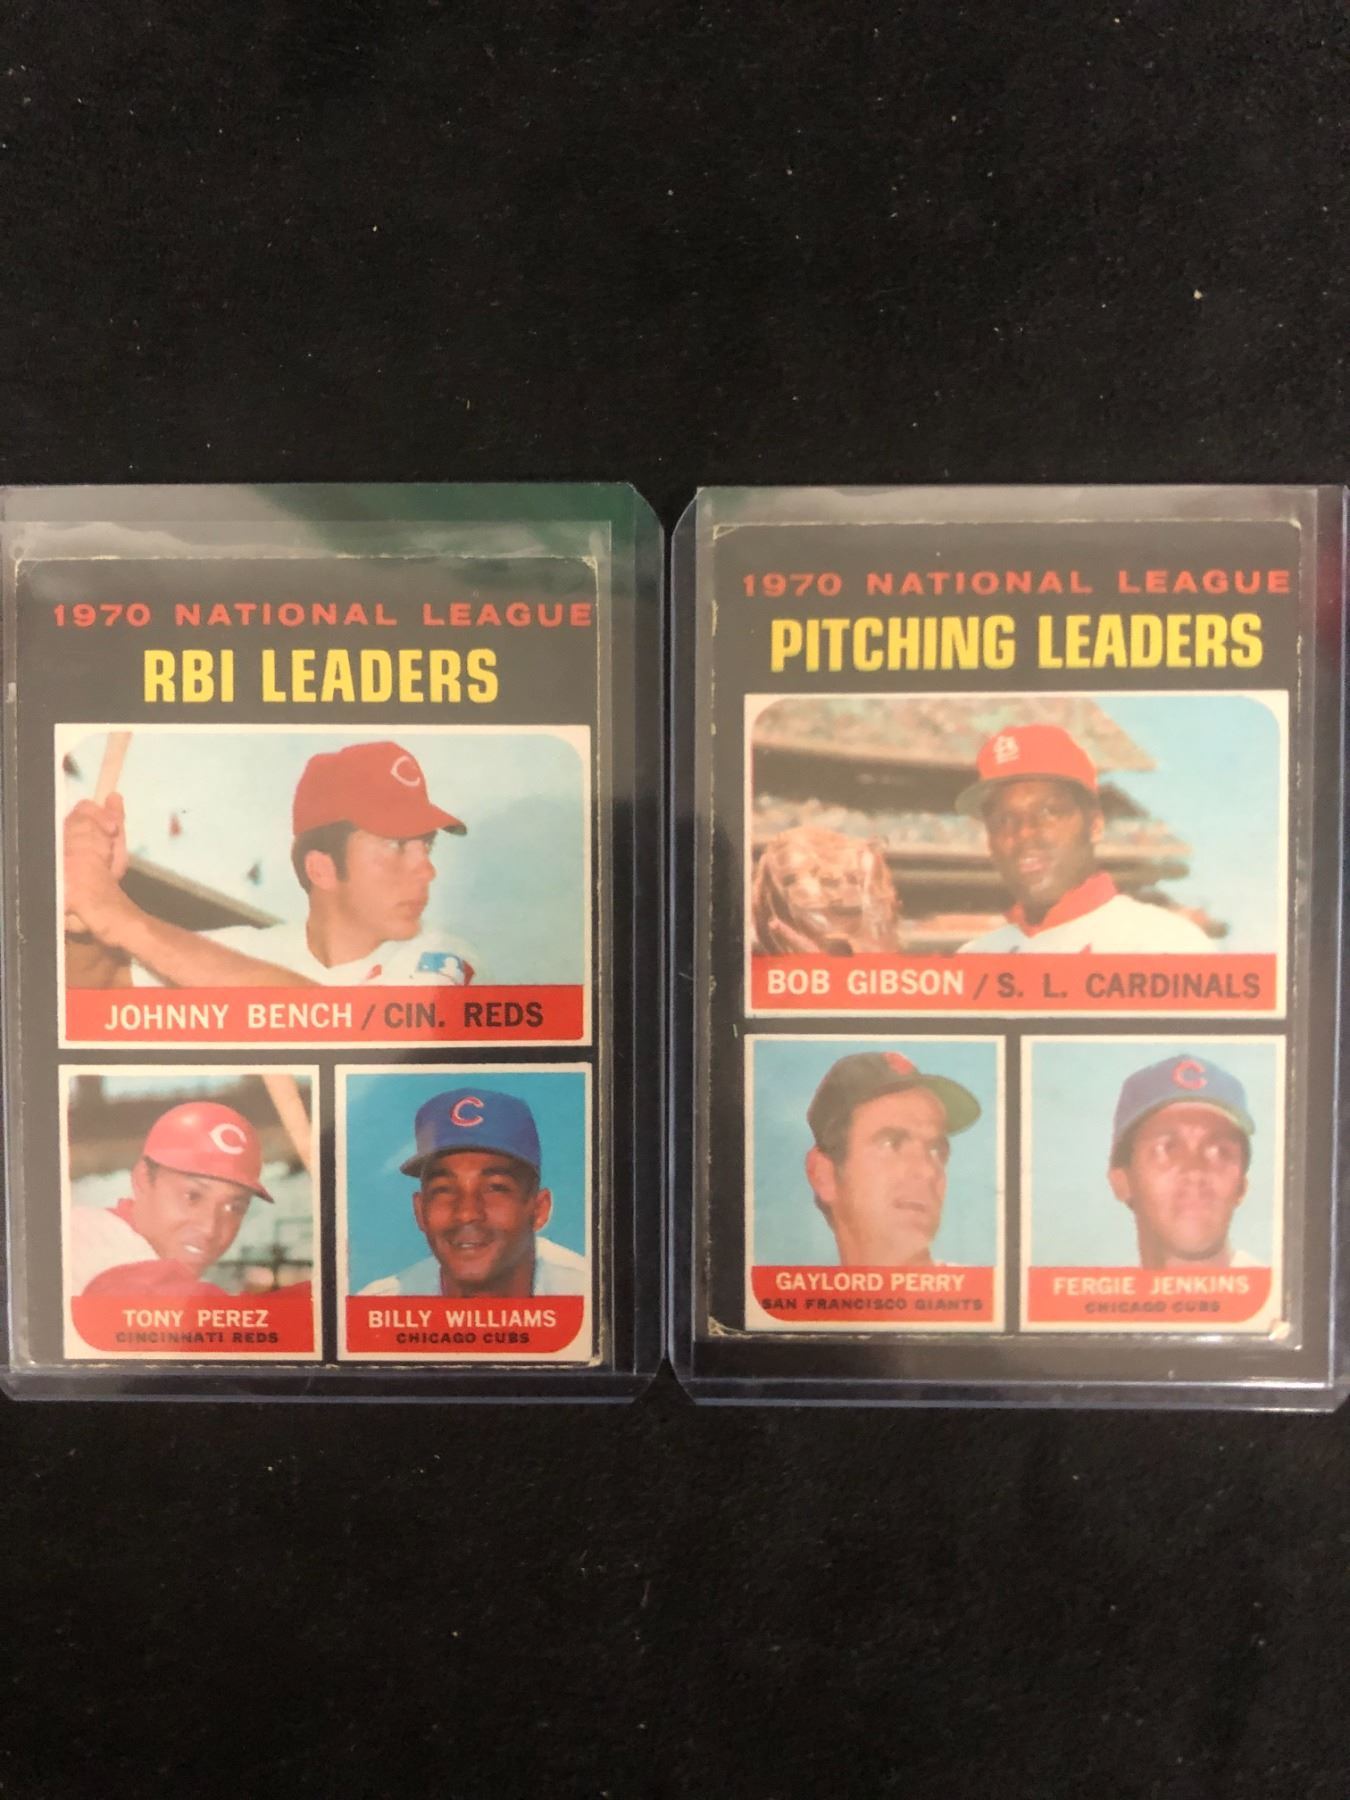 1970 NATIONAL LEAGUE
RBI LEADERS
JOHNNY BENCH / CIN. REDS
TONY PEREZ
CINCINNATI REDS
BILLY WILLIAMS
CHICAGO CUBS
1970 NATIONAL LEAGUE
PITCHING LEADERS
BOB GIBSON / S. L. CARDINALS
GAYLORD PERRY
SAN FRANCISCO GIANTS
FERGIE JENKINS
CHICAGO CUBS